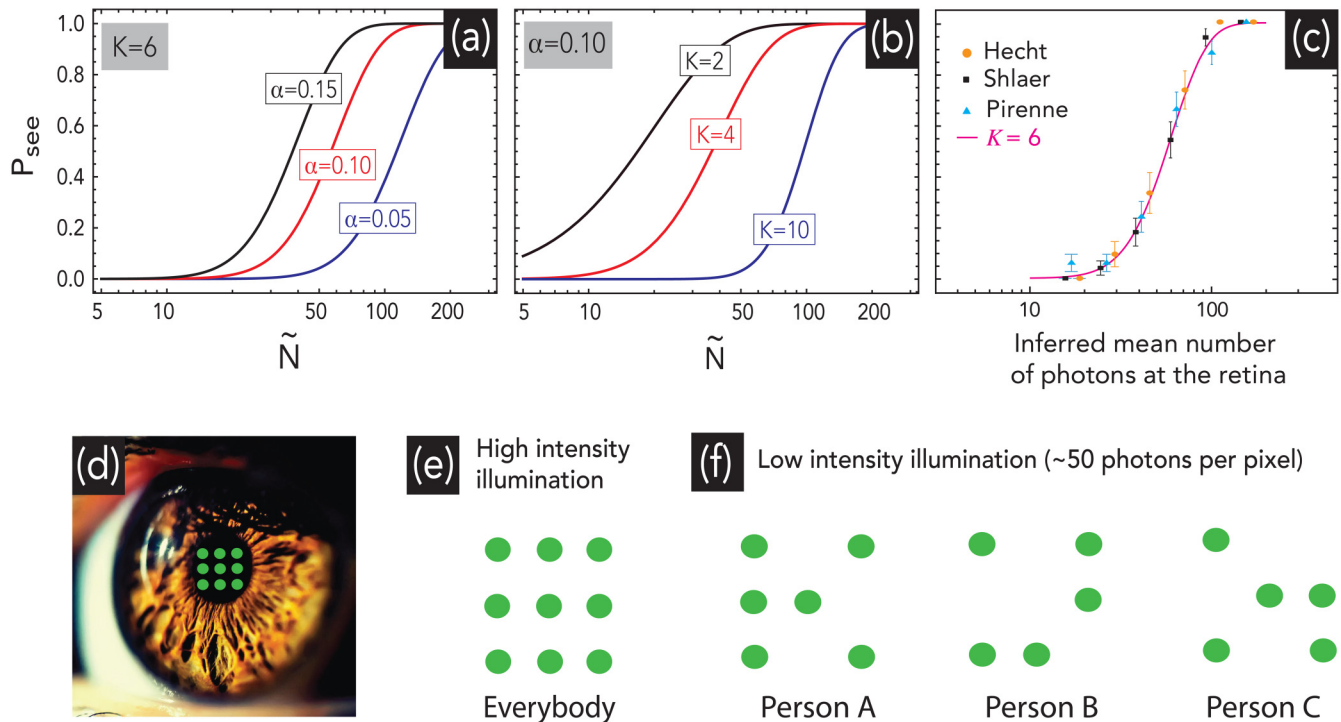 (a)
K=6
α=0.15
α=0.10
α=0.05
P_see
1.0
0.8
0.6
0.4
0.2
0.0
5 10 50 100 200
Ñ
(b)
α=0.10
K=2
K=4
K=10
5 10 50 100 200
Ñ
(c)
Hecht
Shlaer
Pirenne
K = 6
10 100
Inferred mean number
of photons at the retina
(d)
(e)
High intensity
illumination
Everybody
(f)
Low intensity illumination (~50 photons per pixel)
Person A Person B Person C